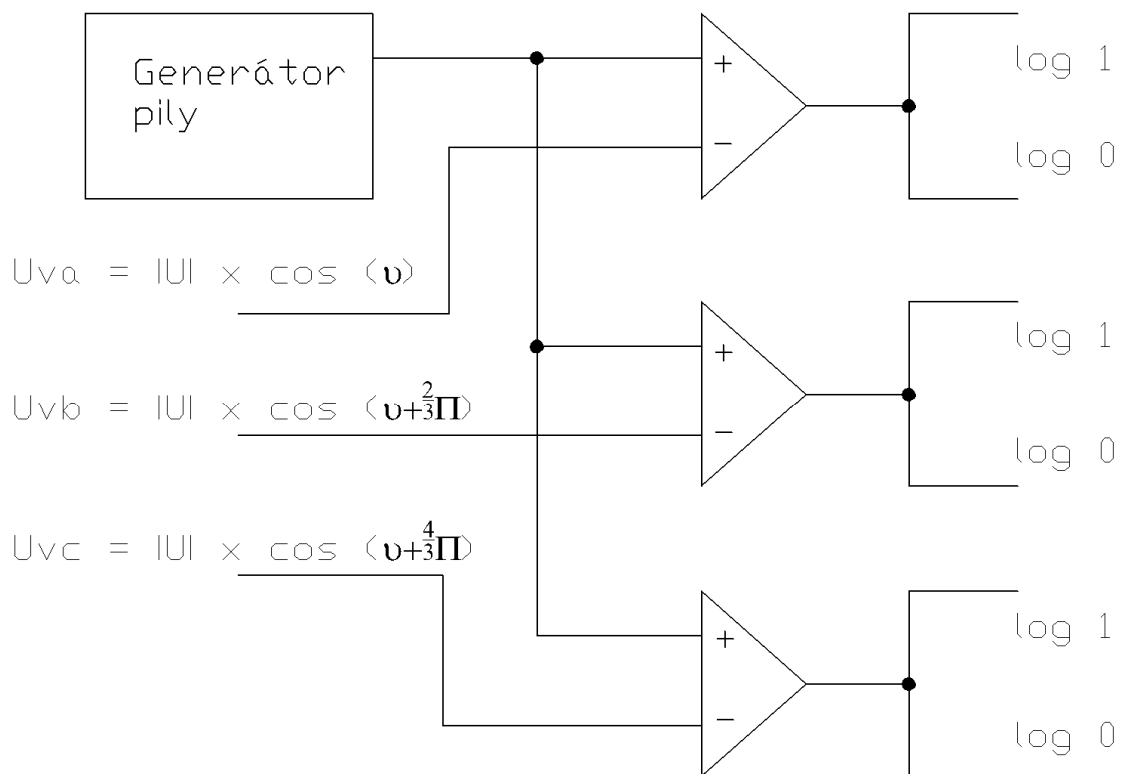 Generátor
pily
+
−
log 1
log 0
Uva = |U| x cos (υ)
+
−
log 1
log 0
Uvb = |U| x cos (υ+2/3Π)
Uvc = |U| x cos (υ+4/3Π)
+
−
log 1
log 0